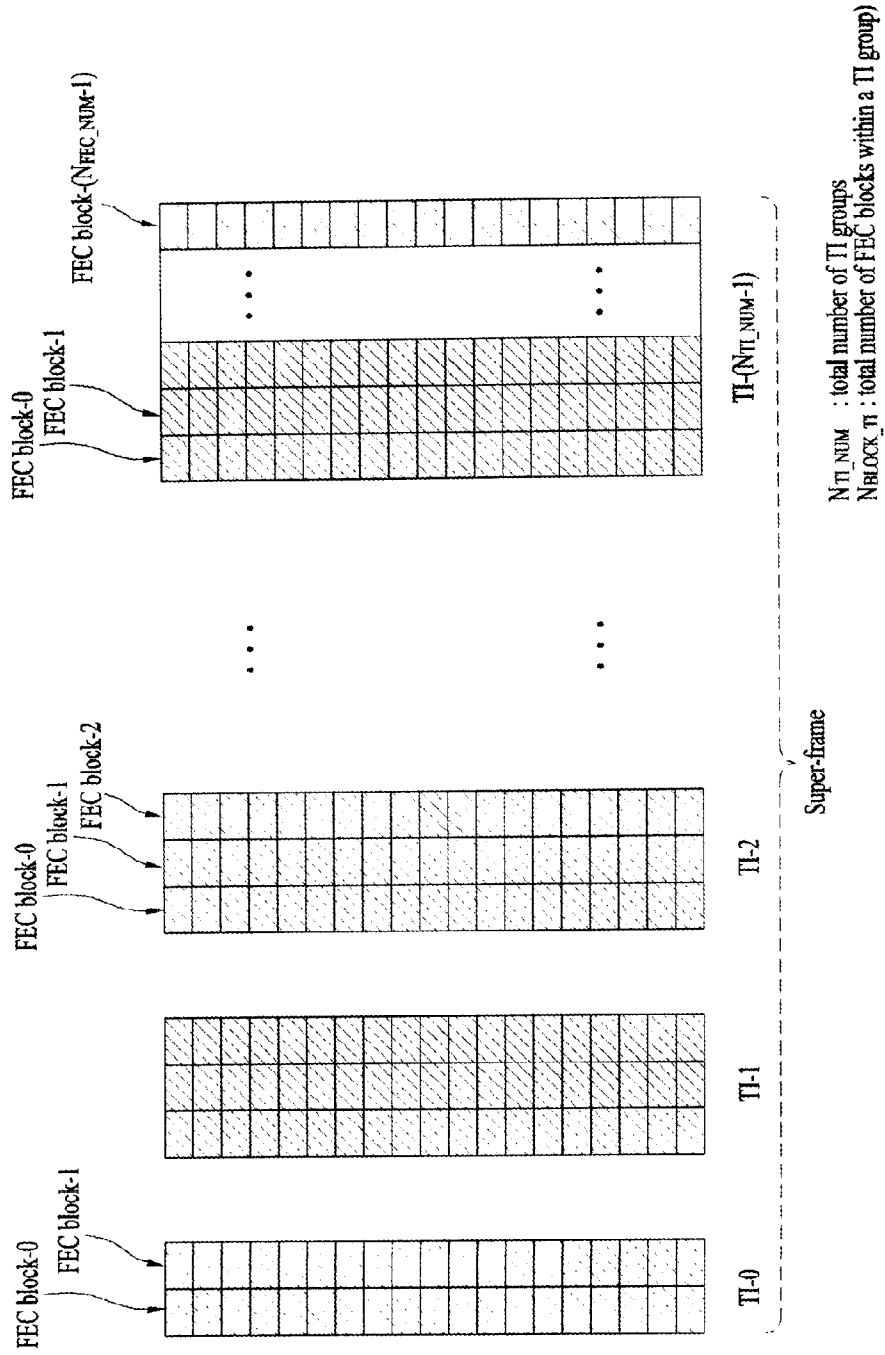 FEC block-0
FEC block-1
FEC block-0
FEC block-1
FEC block-2
FEC block-0
FEC block-1
FEC block-(NFEC_NUM-1)
TI-0
TI-1
TI-2
TI-(NTI_NUM-1)
Super-frame
NTI_NUM : total number of TI groups
NBLOCK_TI : total number of FEC blocks within a TI group)